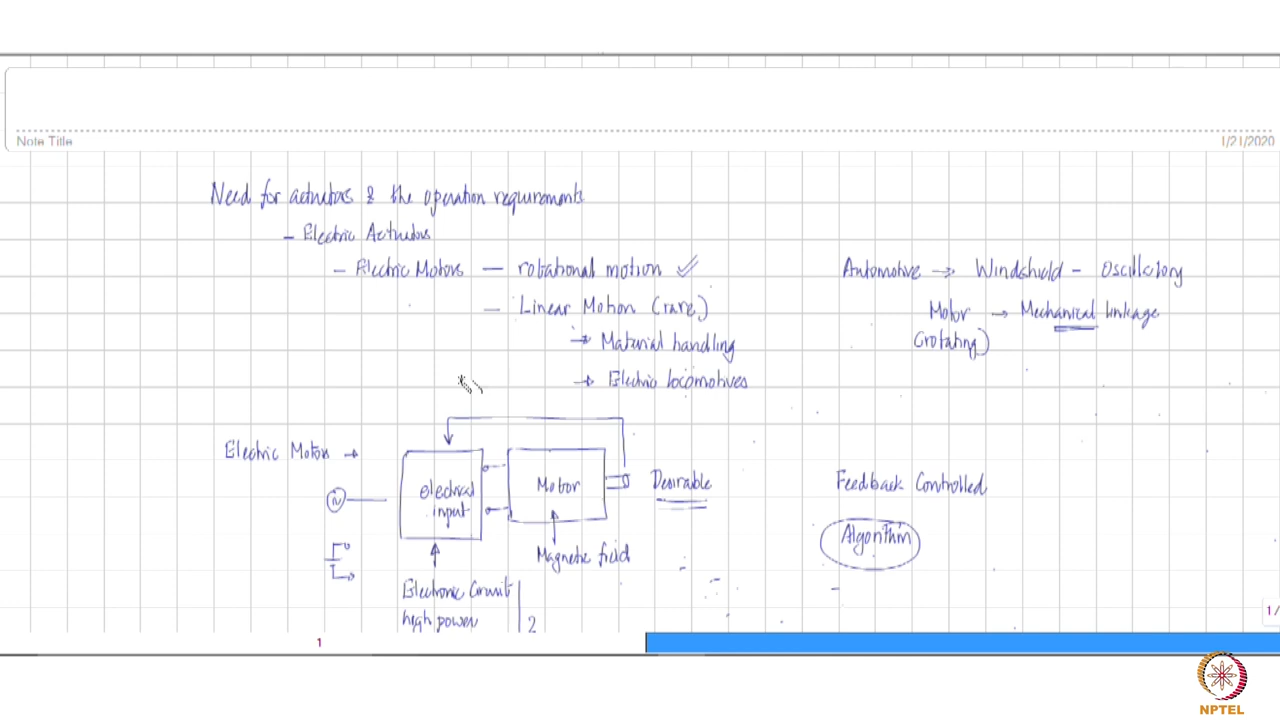 Note Title
1/21/2020
Need for actuators & the operation requirements
- Electric Actuators
- Electric Motors — rotational motion
— Linear Motion (rare)
→ Material handling
→ Electric locomotives
Automotive → Windshield - Oscillatory
Motor → Mechanical linkage
(rotating)
Electric Motor →
Electrical
input
Motor
Desirable
Magnetic field
Electronic Circuit
high power
2
Feedback Controlled
Algorithm
1
1/
NPTEL